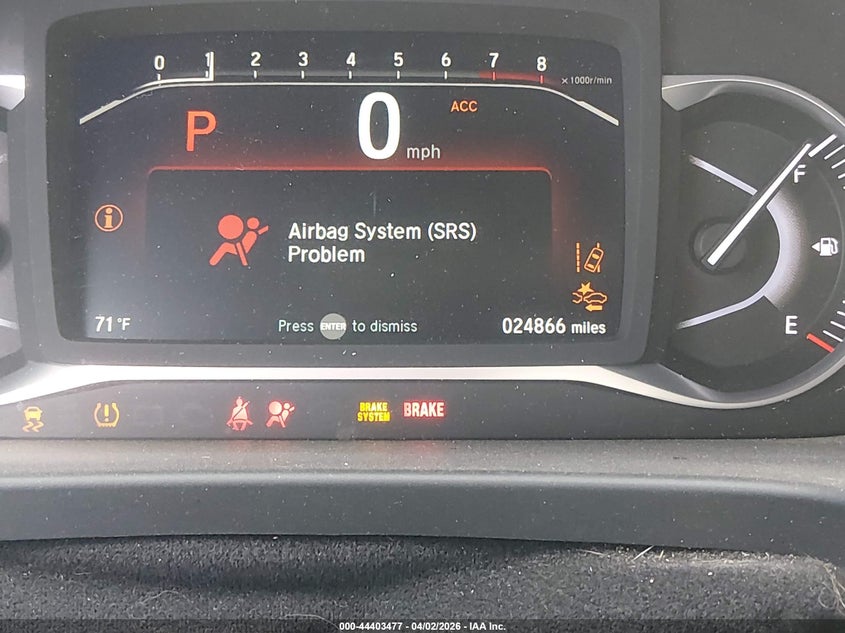 0 1 2 3 4 5 6 7 8
x1000r/min
P
0
mph
ACC
F
i
Airbag System (SRS)
Problem
71°F
Press ENTER to dismiss
024866 miles
E
BRAKE
SYSTEM
BRAKE
000-44403477 - 04/02/2026 - IAA Inc.